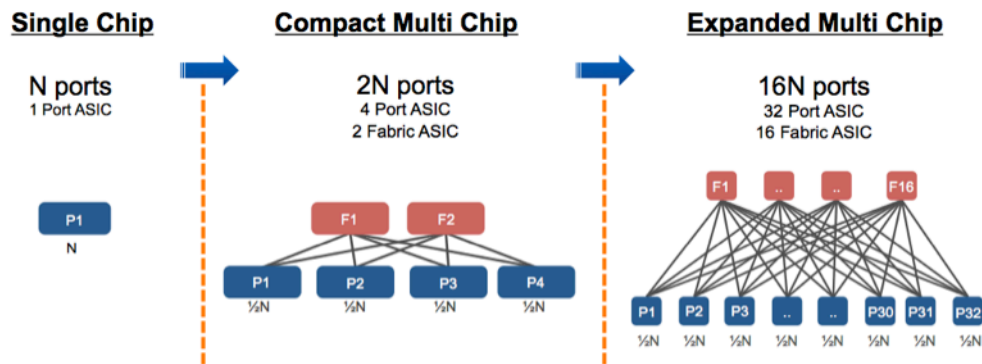 Single Chip
Compact Multi Chip
Expanded Multi Chip
N ports
1 Port ASIC
2N ports
4 Port ASIC
2 Fabric ASIC
16N ports
32 Port ASIC
16 Fabric ASIC
P1
N
F1 F2
P1 P2 P3 P4
½N ½N ½N ½N
F1 .. .. F16
P1 P2 P3 .. .. P30 P31 P32
½N ½N ½N ½N ½N ½N ½N ½N